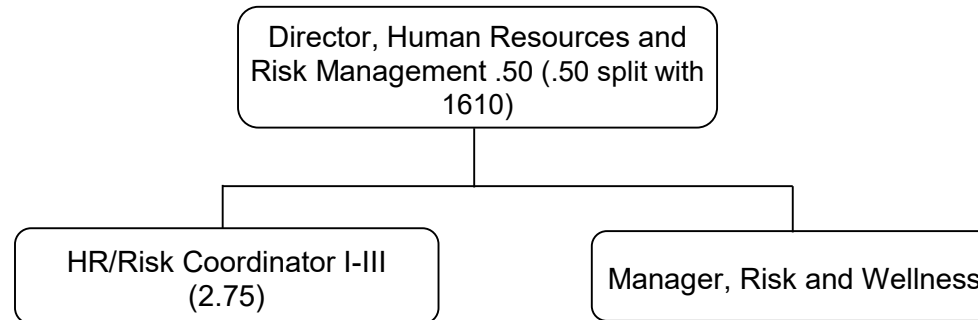 Director, Human Resources and
Risk Management .50 (.50 split with
1610)
HR/Risk Coordinator I-III
(2.75)
Manager, Risk and Wellness